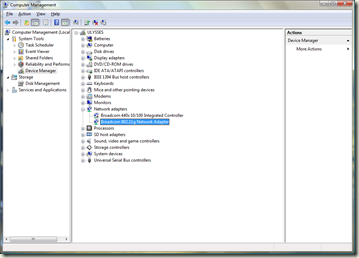 Computer Management
File Action View Help
Computer Management (Local
System Tools
Task Scheduler
Event Viewer
Shared Folders
Reliability and Performa
Device Manager
Storage
Disk Management
Services and Applications
ULYSSES
Batteries
Computer
Disk drives
Display adapters
DVD/CD-ROM drives
IDE ATA/ATAPI controllers
IEEE 1394 Bus host controllers
Keyboards
Mice and other pointing devices
Modems
Monitors
Network adapters
Broadcom 440x 10/100 Integrated Controller
Broadcom 802.11g Network Adapter
Processors
SD host adapters
Sound, video and game controllers
Storage controllers
System devices
Universal Serial Bus controllers
Actions
Device Manager
More Actions